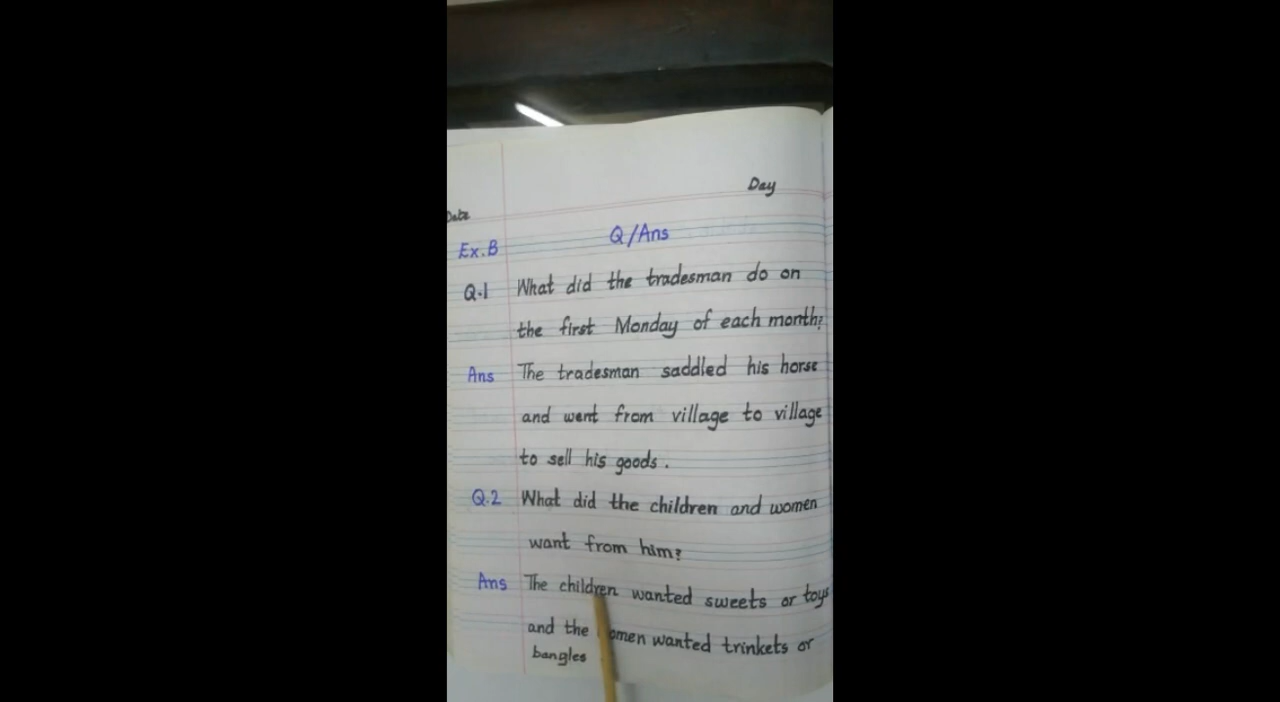 Day
Date
Ex.B Q/Ans
Q.1 What did the tradesman do on
the first Monday of each month?
Ans The tradesman saddled his horse
and went from village to village
to sell his goods.
Q.2 What did the children and women
want from him?
Ans The children wanted sweets or toys
and the women wanted trinkets or
bangles